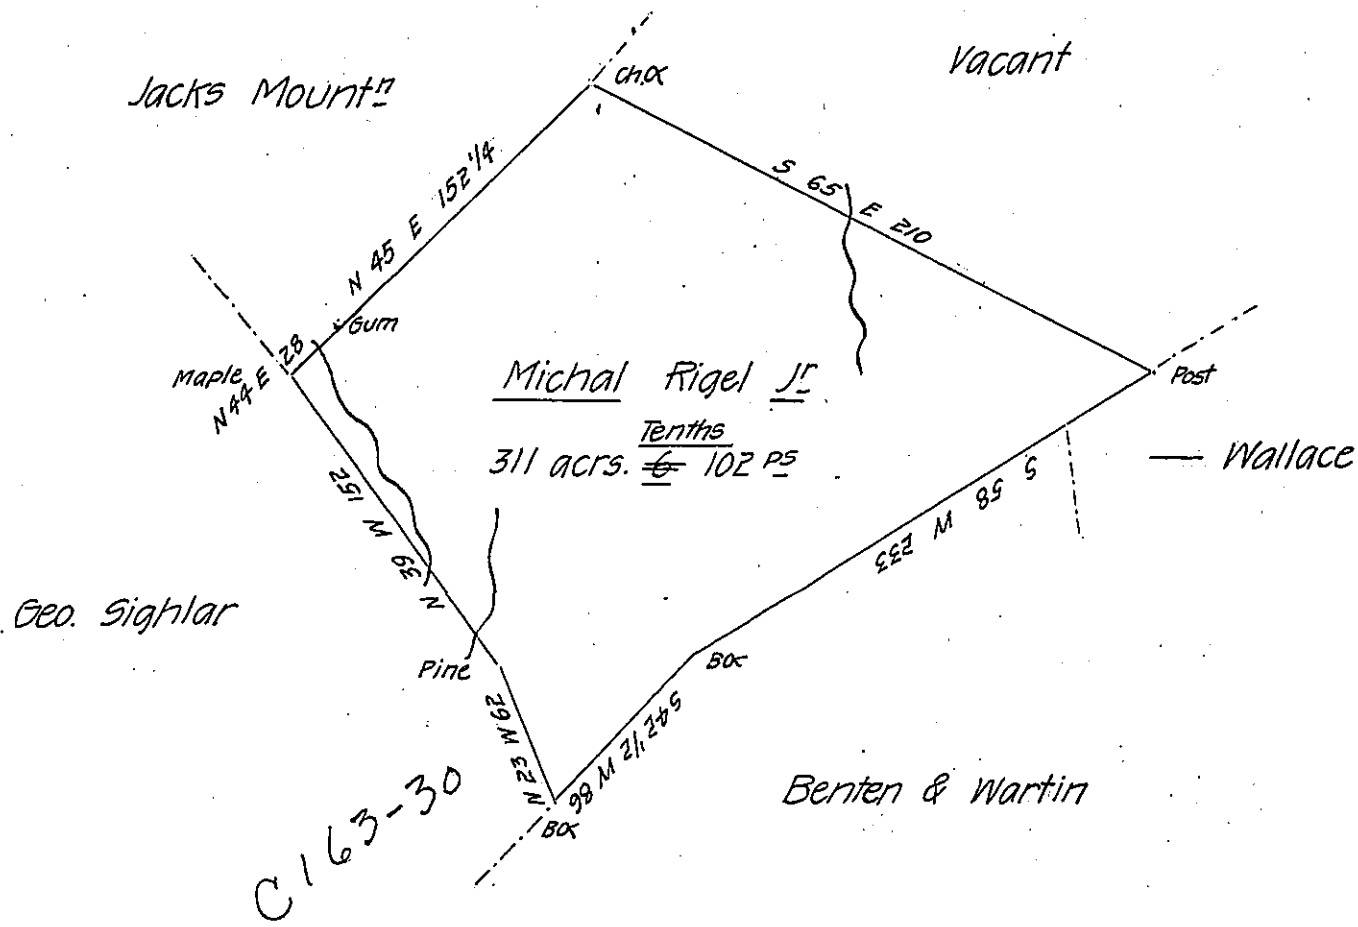 Jacks Mountn
Vacant
Ch.O
N 45 E 152 1/4
S 65 E 210
Gum
Maple
N 44 E 28
Michal Rigel Jr
Tenths
311 acrs. 6 102 ps
Post
Wallace
S 58 W 233
N 39 W 152
Geo. Sighlar
Pine
BO
S 42 1/2 W 86
N 23 W 62
BO
Benten & Wartin
C163-30